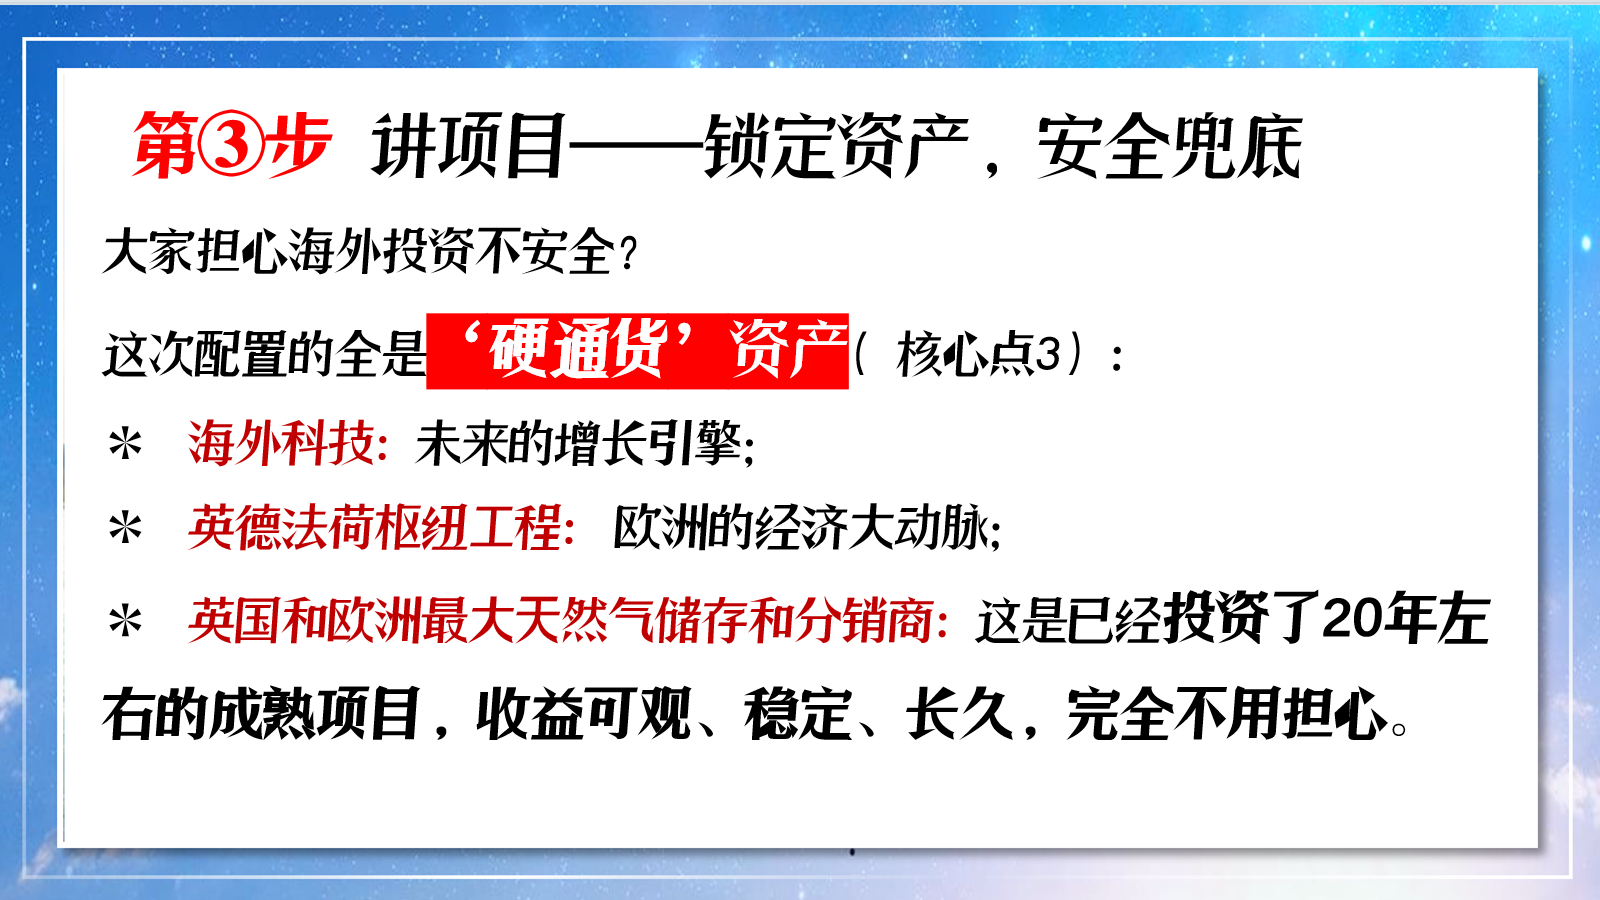 第③步 讲项目——锁定资产，安全兜底
大家担心海外投资不安全？
这次配置的全是‘硬通货’资产（核心点3）：
＊ 海外科技：未来的增长引擎；
＊ 英德法荷枢纽工程： 欧洲的经济大动脉；
＊ 英国和欧洲最大天然气储存和分销商：这是已经投资了20年左
右的成熟项目，收益可观、稳定、长久，完全不用担心。